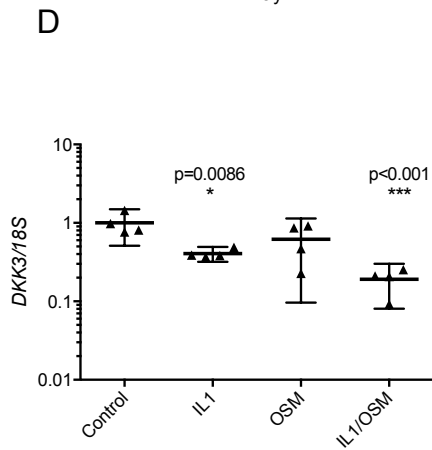 D
10
p=0.0086
p<0.001
*
***
1
DKK3/18S
0.1
0.01
Control
IL1
OSM
IL1/OSM